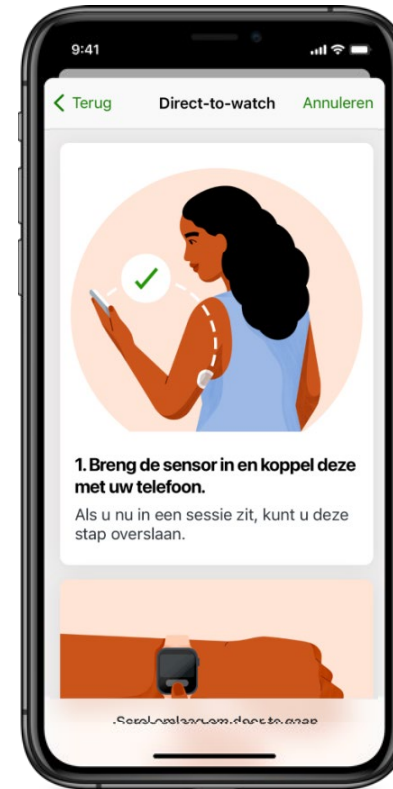 9:41
Terug Direct-to-watch Annuleren
1. Breng de sensor in en koppel deze
met uw telefoon.
Als u nu in een sessie zit, kunt u deze
stap overslaan.